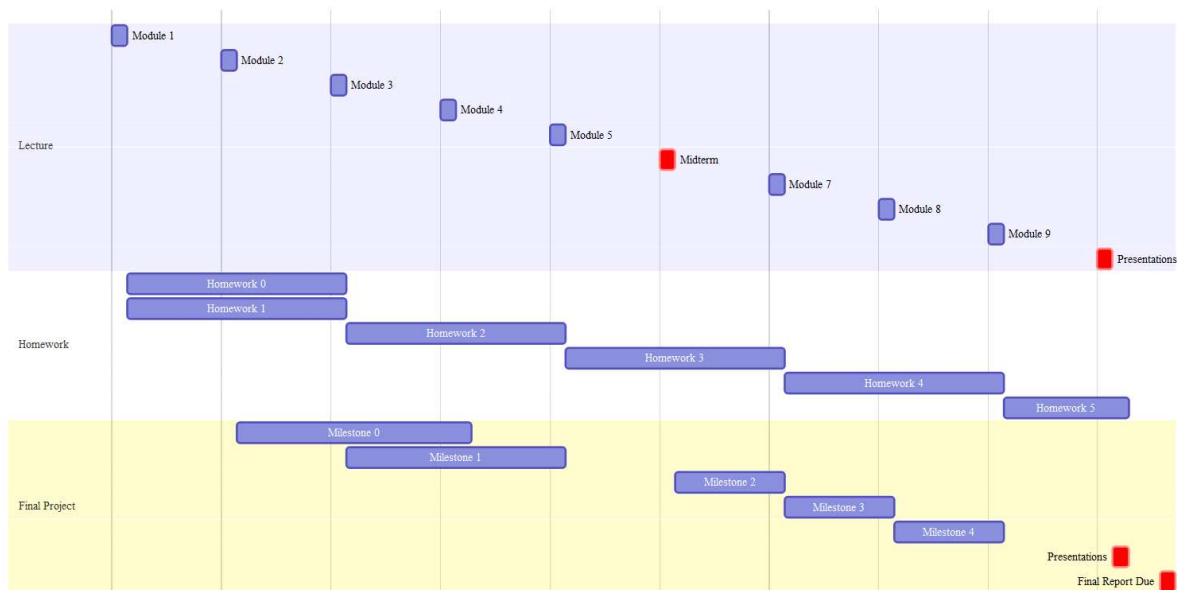 Module 1
Module 2
Module 3
Module 4
Module 5
Lecture
Midterm
Module 7
Module 8
Module 9
Presentations
Homework 0
Homework 1
Homework 2
Homework
Homework 3
Homework 4
Homework 5
Milestone 0
Milestone 1
Milestone 2
Final Project
Milestone 3
Milestone 4
Presentations
Final Report Due